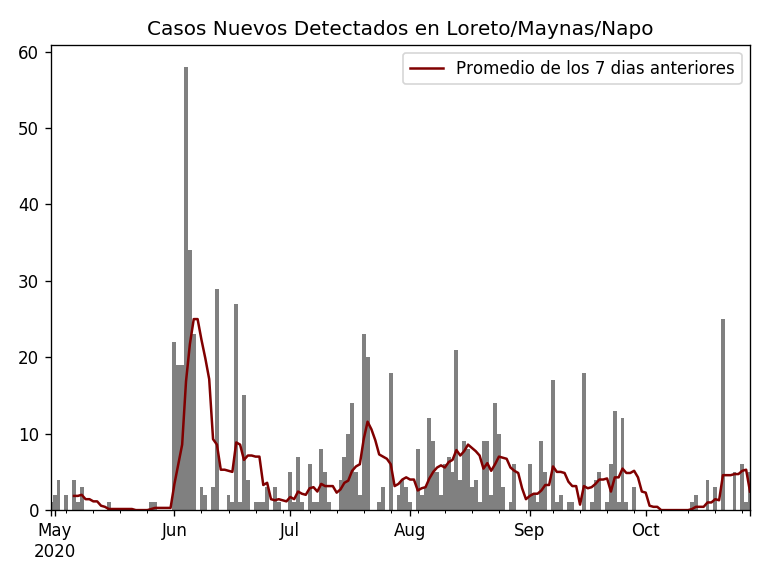 Casos Nuevos Detectados en Loreto/Maynas/Napo
Promedio de los 7 dias anteriores
60
50
40
30
20
10
0
May Jun Jul Aug Sep Oct
2020